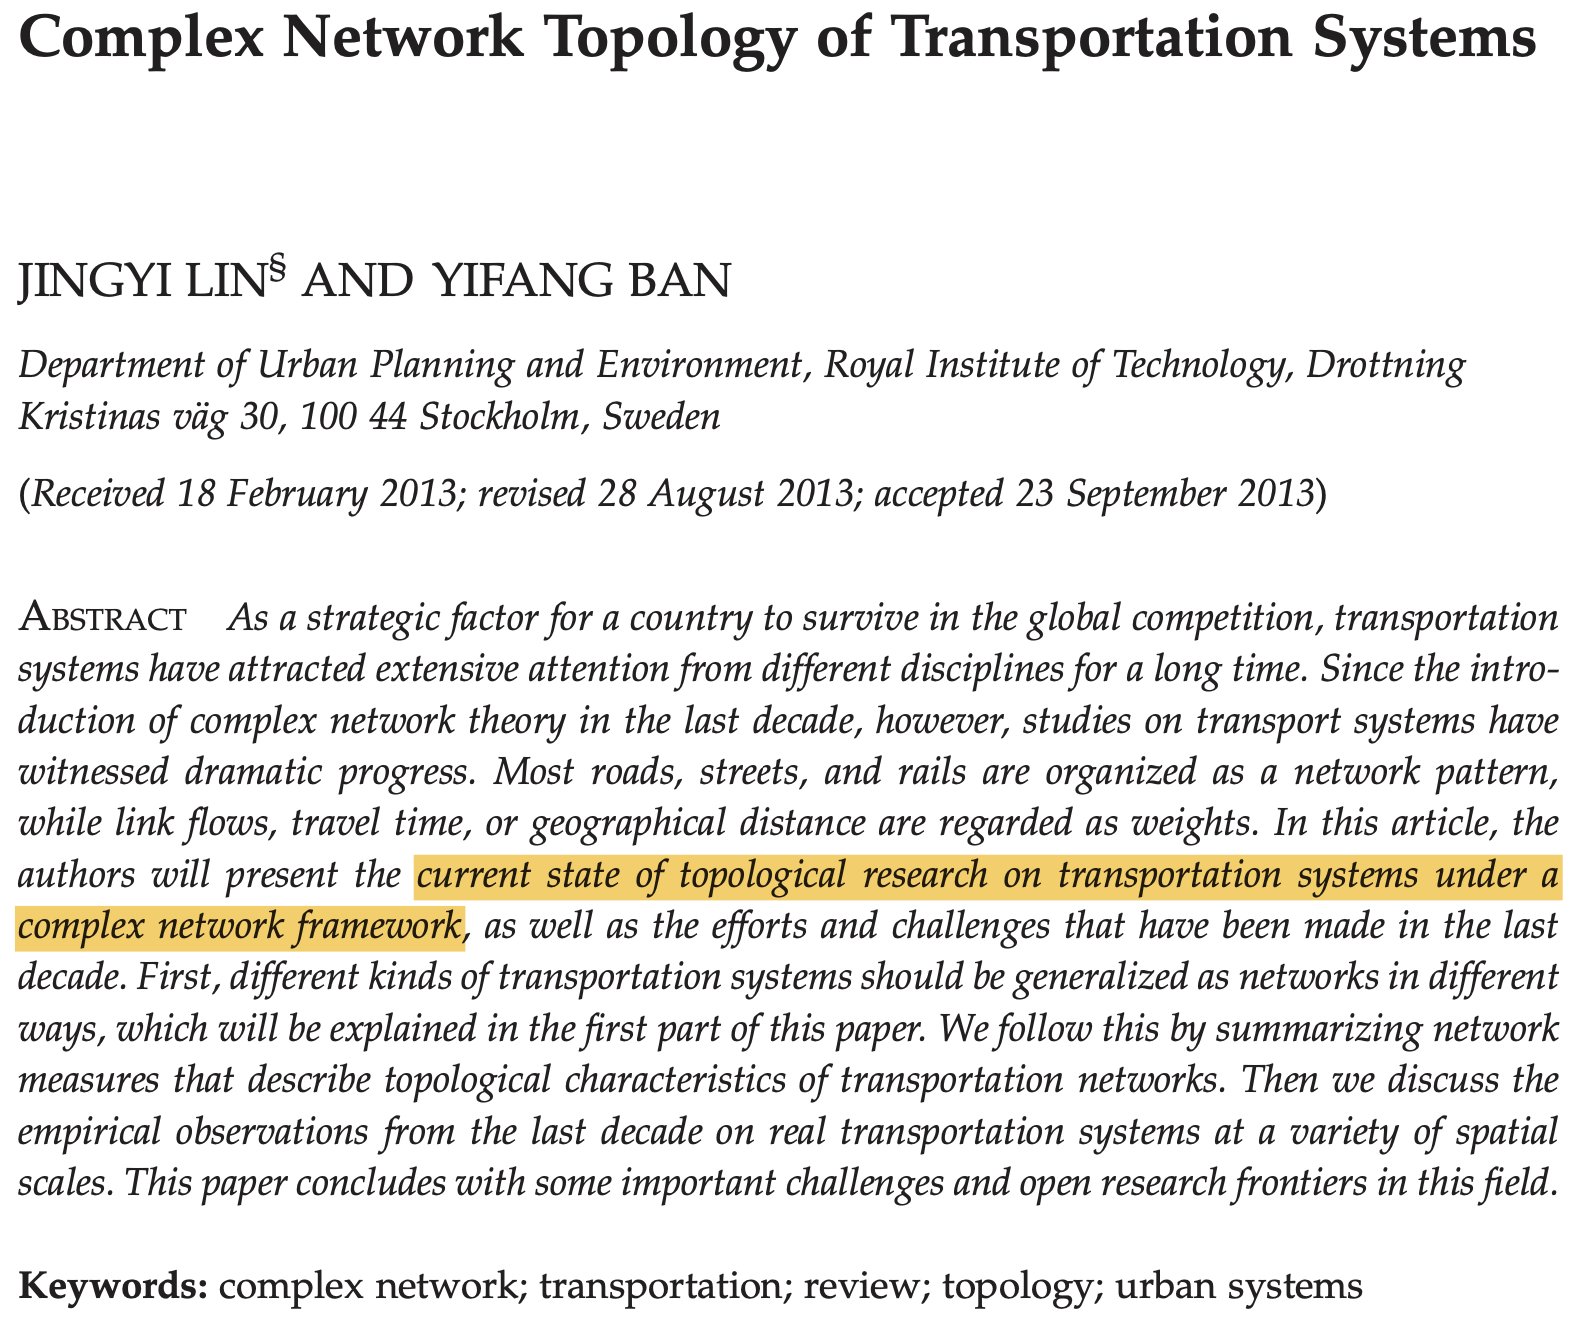 Complex Network Topology of Transportation Systems
JINGYI LIN§ AND YIFANG BAN
Department of Urban Planning and Environment, Royal Institute of Technology, Drottning
Kristinas väg 30, 100 44 Stockholm, Sweden
(Received 18 February 2013; revised 28 August 2013; accepted 23 September 2013)
ABSTRACT As a strategic factor for a country to survive in the global competition, transportation
systems have attracted extensive attention from different disciplines for a long time. Since the intro-
duction of complex network theory in the last decade, however, studies on transport systems have
witnessed dramatic progress. Most roads, streets, and rails are organized as a network pattern,
while link flows, travel time, or geographical distance are regarded as weights. In this article, the
authors will present the current state of topological research on transportation systems under a
complex network framework, as well as the efforts and challenges that have been made in the last
decade. First, different kinds of transportation systems should be generalized as networks in different
ways, which will be explained in the first part of this paper. We follow this by summarizing network
measures that describe topological characteristics of transportation networks. Then we discuss the
empirical observations from the last decade on real transportation systems at a variety of spatial
scales. This paper concludes with some important challenges and open research frontiers in this field.
Keywords: complex network; transportation; review; topology; urban systems